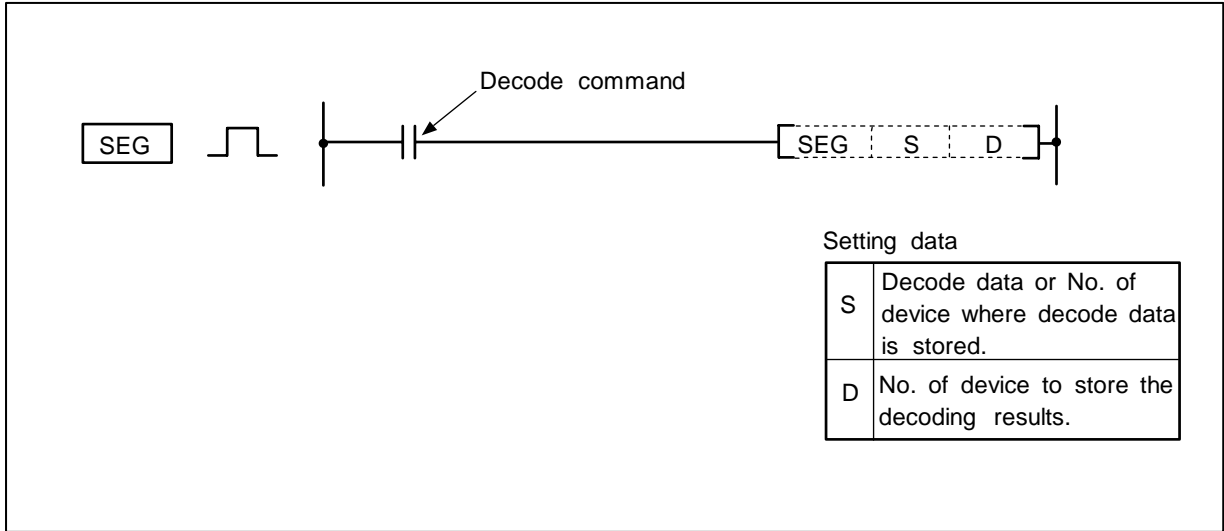 Decode command
SEG
SEG S D
Setting data
S
Decode data or No. of
device where decode data
is stored.
D
No. of device to store the
decoding results.